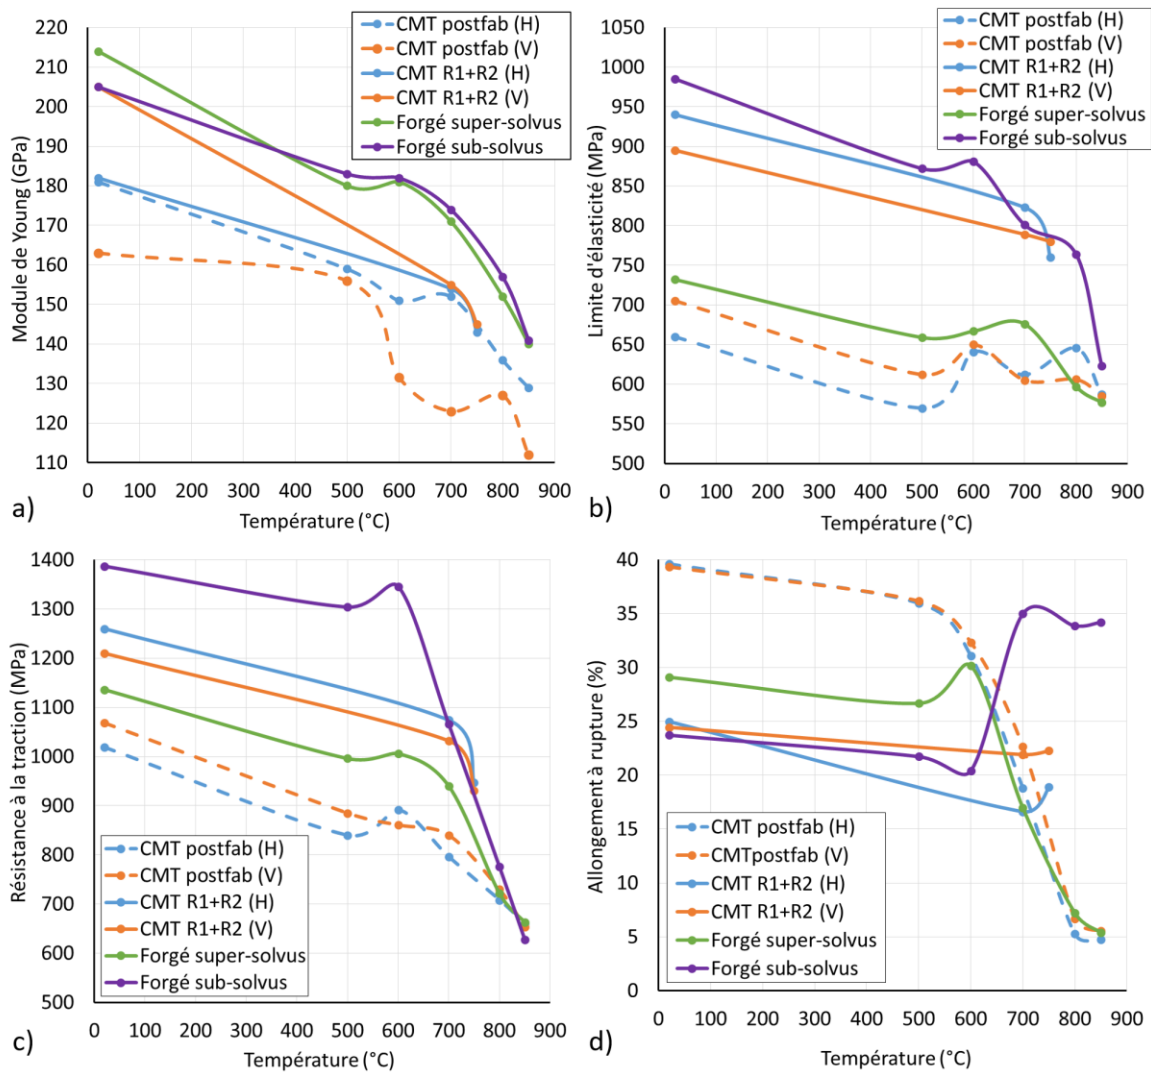 CMT postfab (H)
CMT postfab (V)
CMT R1+R2 (H)
CMT R1+R2 (V)
Forgé super-solvus
Forgé sub-solvus
220
210
200
190
180
170
160
150
140
130
120
110
Module de Young (GPa)
0 100 200 300 400 500 600 700 800 900
Température (°C)
a)
CMT postfab (H)
CMT postfab (V)
CMT R1+R2 (H)
CMT R1+R2 (V)
Forgé super-solvus
Forgé sub-solvus
1050
1000
950
900
850
800
750
700
650
600
550
500
Limite d'élasticité (MPa)
0 100 200 300 400 500 600 700 800 900
Température (°C)
b)
1400
1300
1200
1100
1000
900
800
700
600
500
Résistance à la traction (MPa)
CMT postfab (H)
CMT postfab (V)
CMT R1+R2 (H)
CMT R1+R2 (V)
Forgé super-solvus
Forgé sub-solvus
0 100 200 300 400 500 600 700 800 900
Température (°C)
c)
40
35
30
25
20
15
10
5
0
Allongement à rupture (%)
CMT postfab (H)
CMTpostfab (V)
CMT R1+R2 (H)
CMT R1+R2 (V)
Forgé super-solvus
Forgé sub-solvus
0 100 200 300 400 500 600 700 800 900
Température (°C)
d)